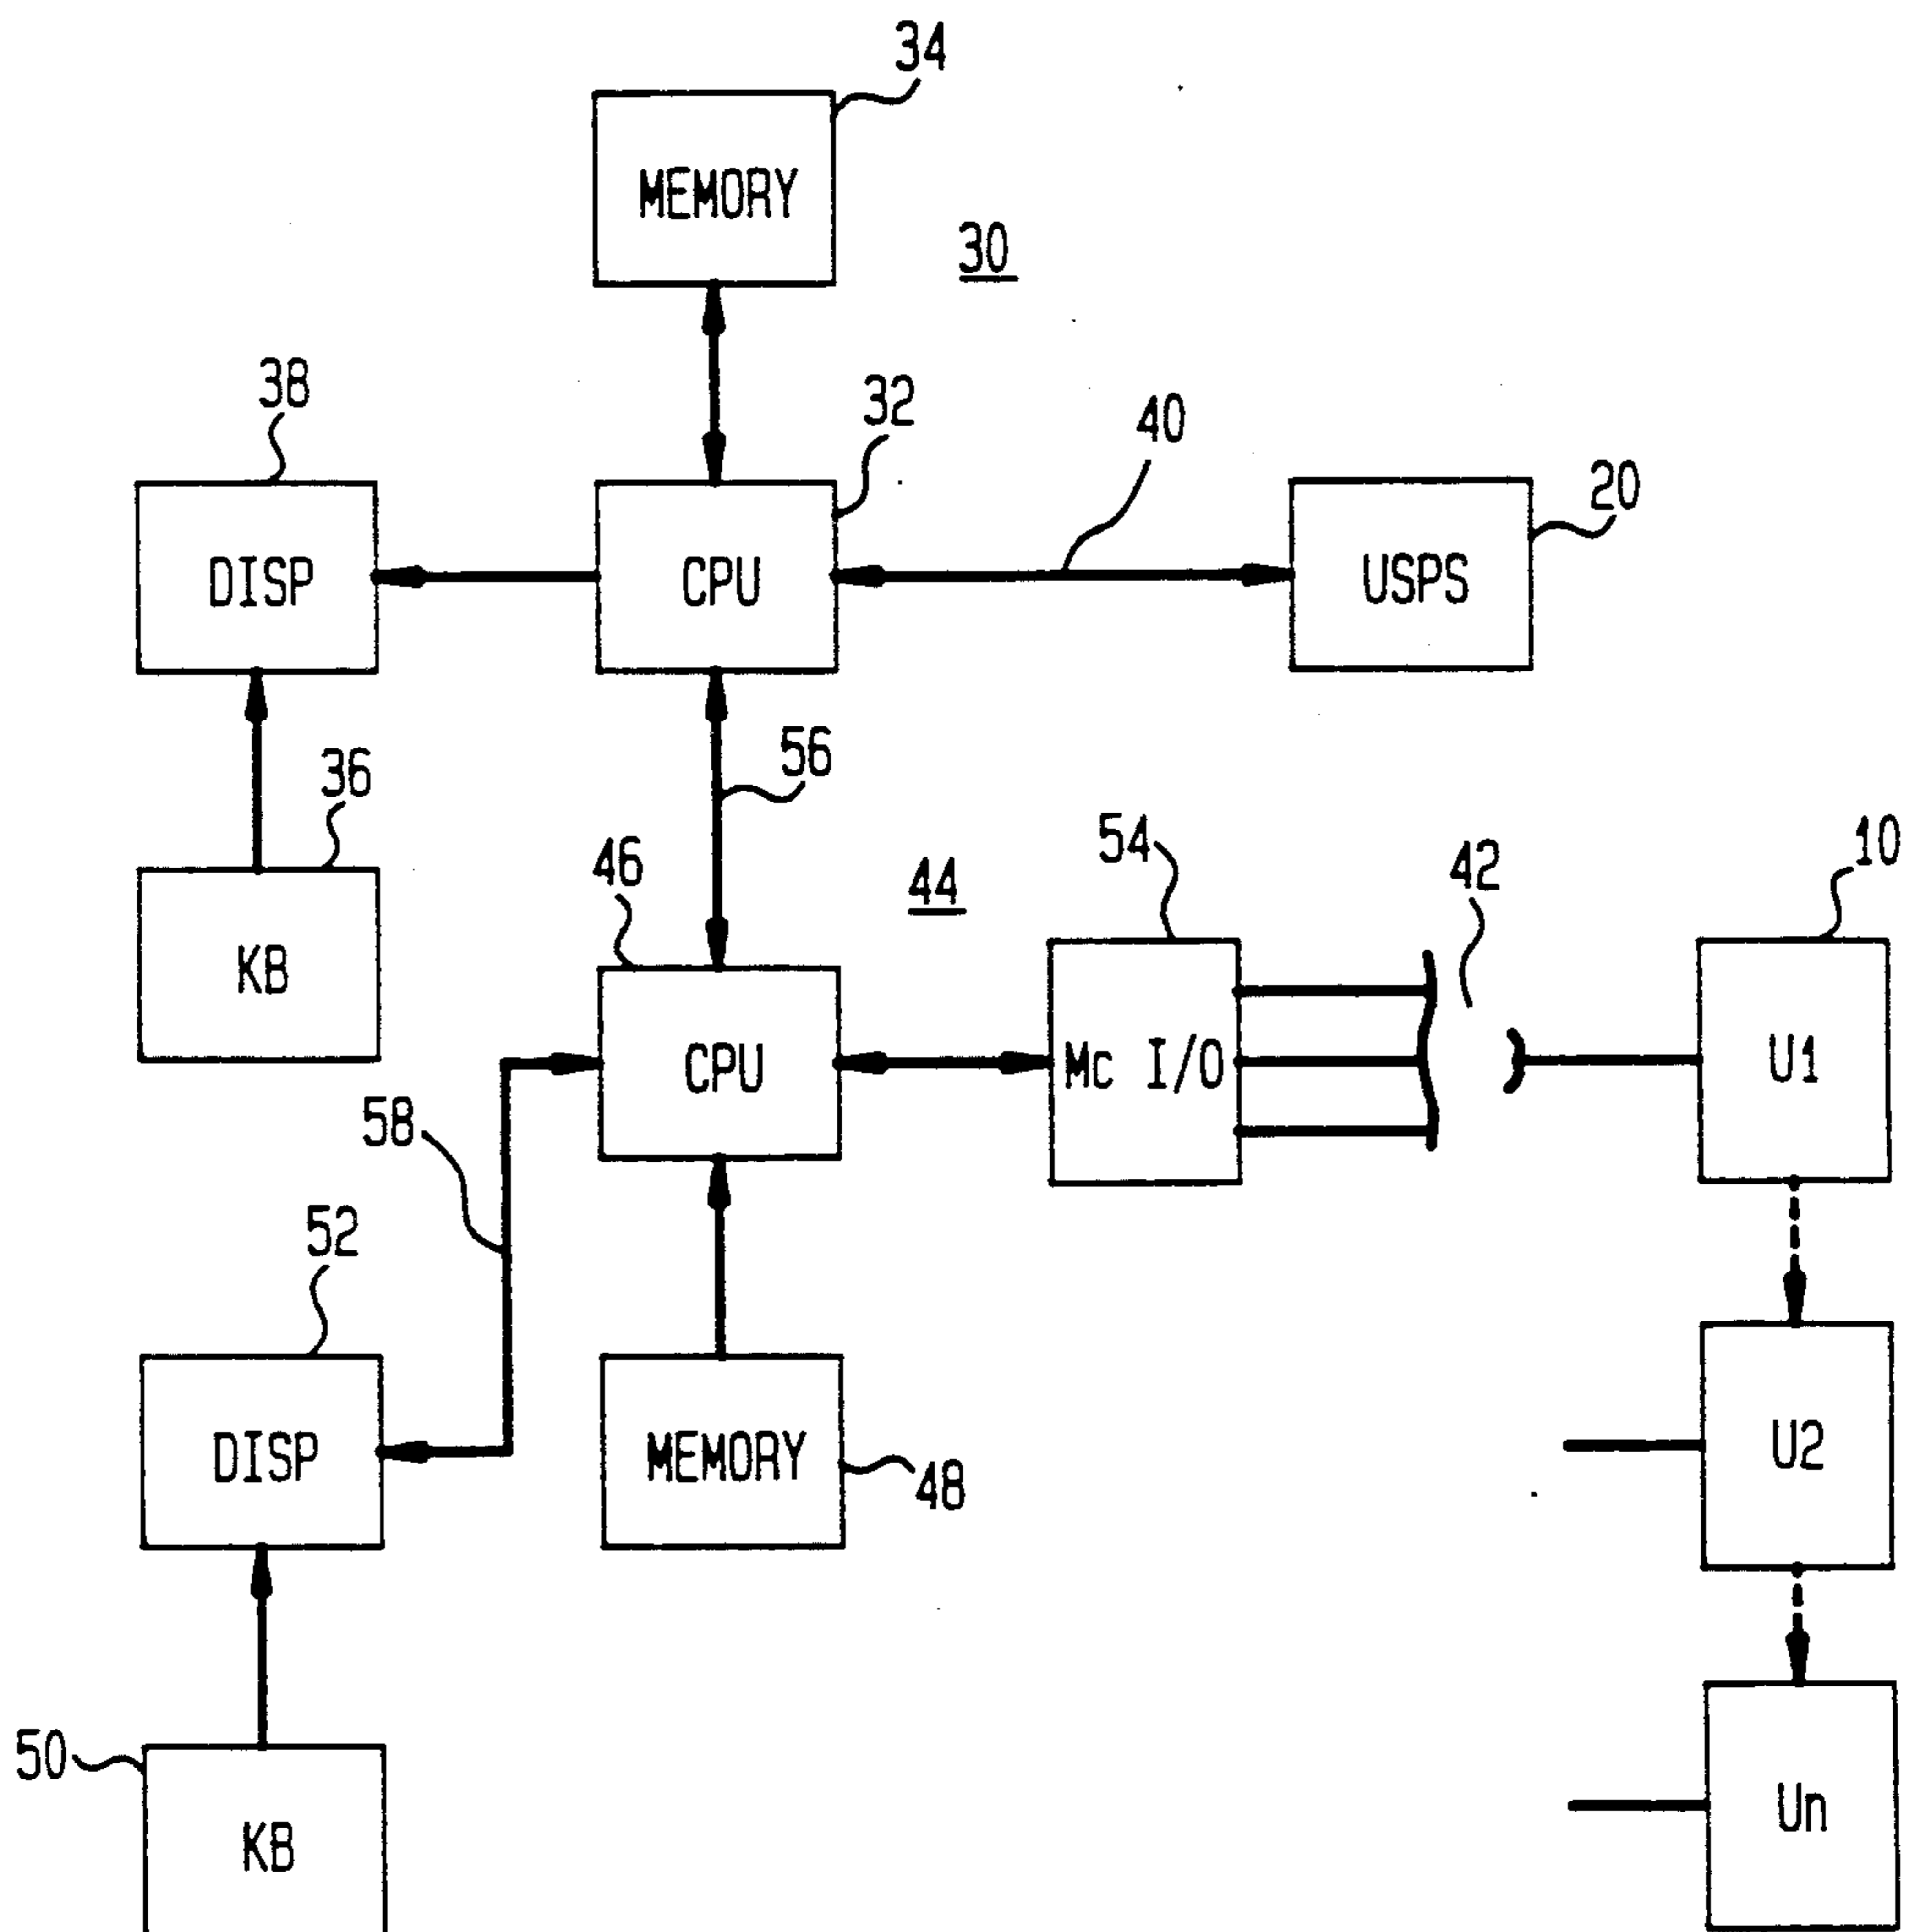 34
MEMORY
30
38
32
40
20
DISP
CPU
USPS
56
36
46
44
54
42
10
KB
CPU
Mc I/O
U1
58
52
DISP
MEMORY
48
U2
50
KB
Un